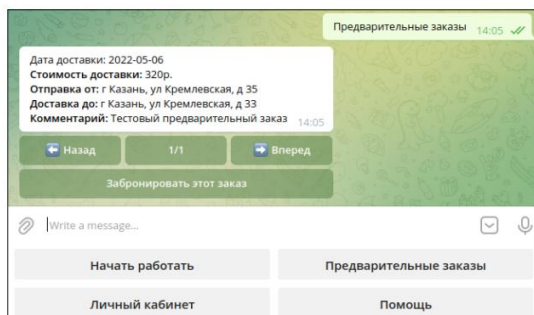 Предварительные заказы 14:05
Дата доставки: 2022-05-06
Стоимость доставки: 320р.
Отправка от: г Казань, ул Кремлевская, д 35
Доставка до: г Казань, ул Кремлевская, д 33
Комментарий: Тестовый предварительный заказ 14:05
Назад 1/1 Вперед
Забронировать этот заказ
Write a message...
Начать работать Предварительные заказы
Личный кабинет Помощь